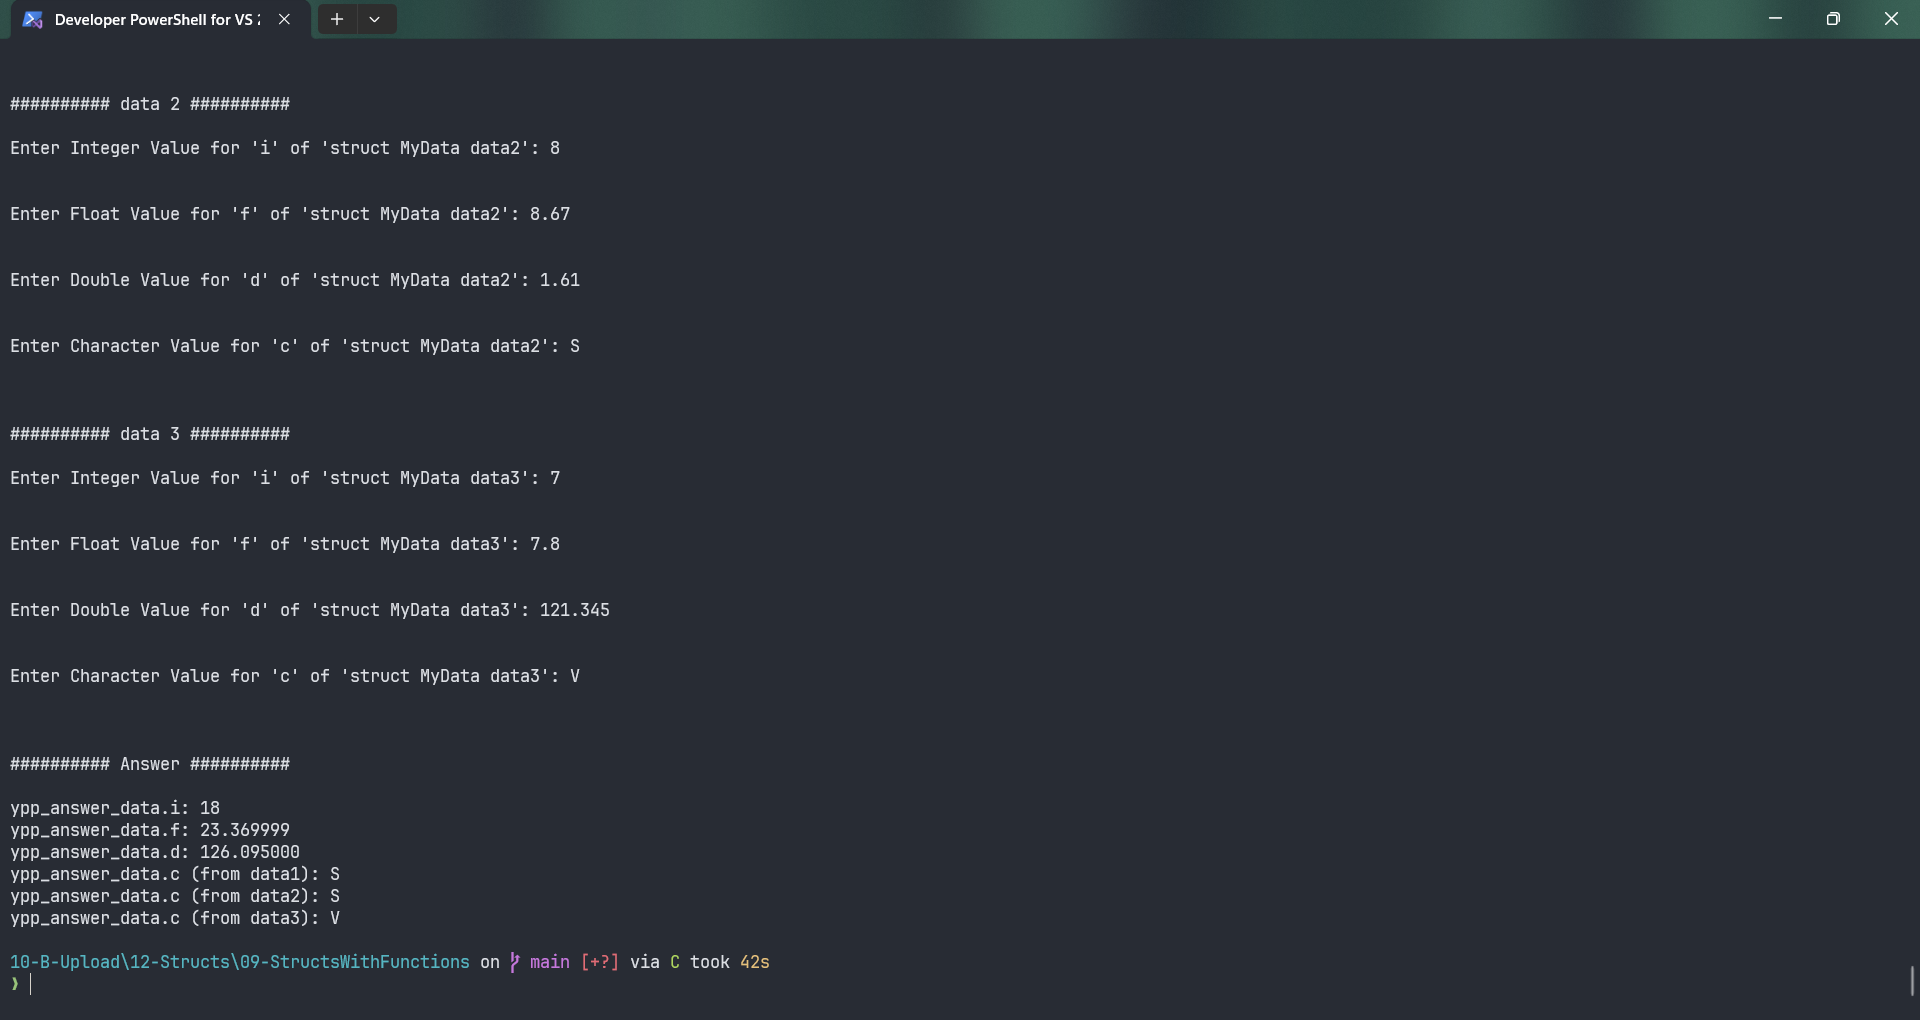 Developer PowerShell for VS 2
########## data 2 ##########
Enter Integer Value for 'i' of 'struct MyData data2': 8
Enter Float Value for 'f' of 'struct MyData data2': 8.67
Enter Double Value for 'd' of 'struct MyData data2': 1.61
Enter Character Value for 'c' of 'struct MyData data2': S
########## data 3 ##########
Enter Integer Value for 'i' of 'struct MyData data3': 7
Enter Float Value for 'f' of 'struct MyData data3': 7.8
Enter Double Value for 'd' of 'struct MyData data3': 121.345
Enter Character Value for 'c' of 'struct MyData data3': V
########## Answer ##########
ypp_answer_data.i: 18
ypp_answer_data.f: 23.369999
ypp_answer_data.d: 126.095000
ypp_answer_data.c (from data1): S
ypp_answer_data.c (from data2): S
ypp_answer_data.c (from data3): V
10-B-Upload\12-Structs\09-StructsWithFunctions on main [+?] via C took 42s
❯